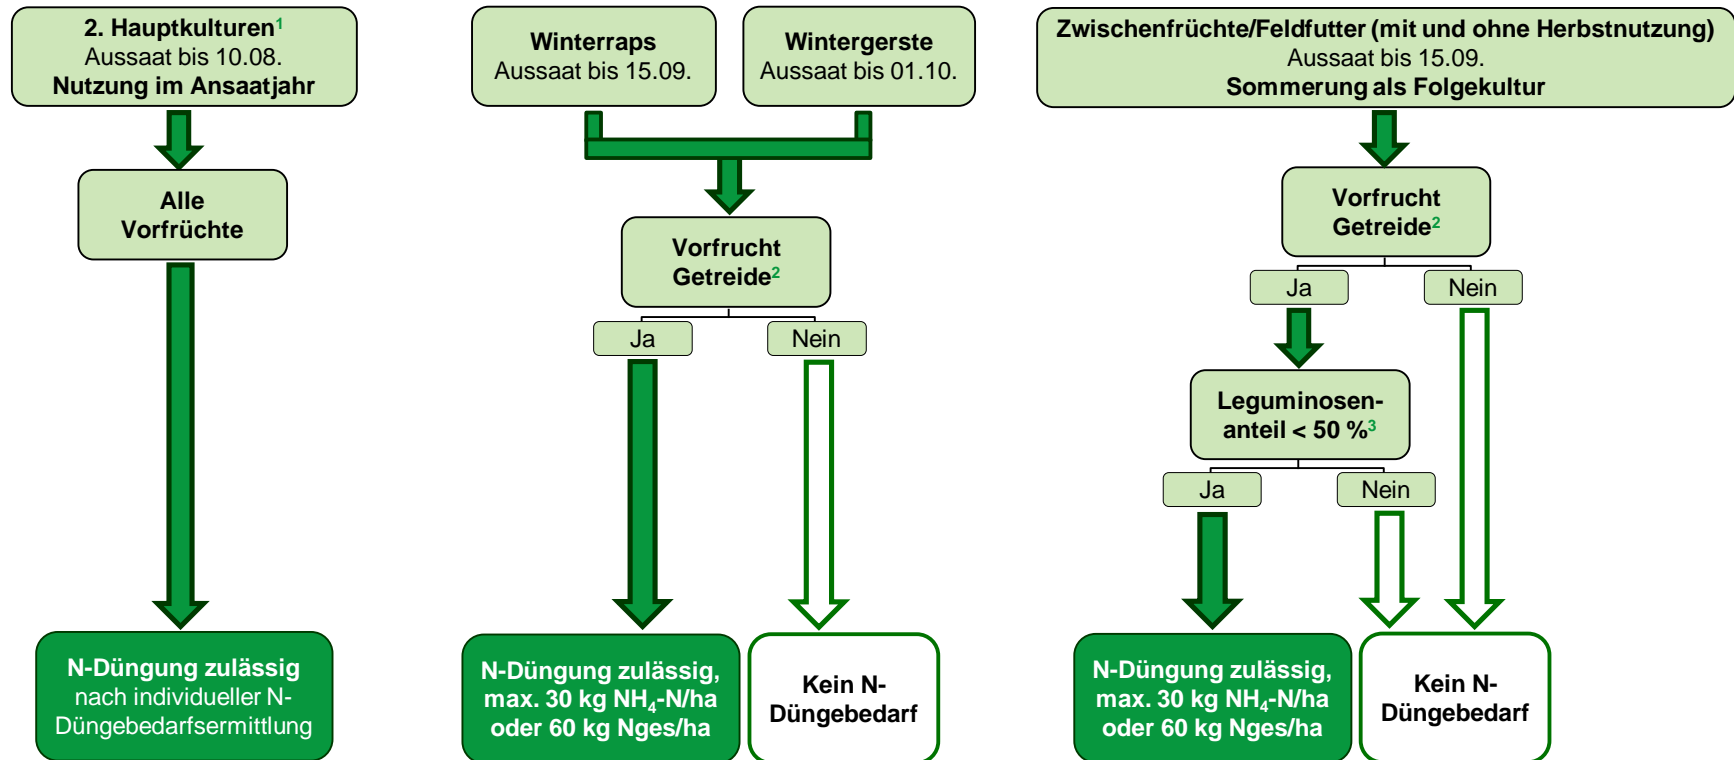 2. Hauptkulturen¹
Aussaat bis 10.08.
Nutzung im Ansaatjahr
Alle
Vorfrüchte
N-Düngung zulässig
nach individueller N-
Düngebedarfsermittlung
Winterraps
Aussaat bis 15.09.
Wintergerste
Aussaat bis 01.10.
Vorfrucht
Getreide²
Ja
Nein
N-Düngung zulässig,
max. 30 kg NH₄-N/ha
oder 60 kg Nges/ha
Kein N-
Düngebedarf
Zwischenfrüchte/Feldfutter (mit und ohne Herbstnutzung)
Aussaat bis 15.09.
Sommerung als Folgekultur
Vorfrucht
Getreide²
Ja
Nein
Leguminosen-
anteil < 50 %³
Ja
Nein
N-Düngung zulässig,
max. 30 kg NH₄-N/ha
oder 60 kg Nges/ha
Kein N-
Düngebedarf